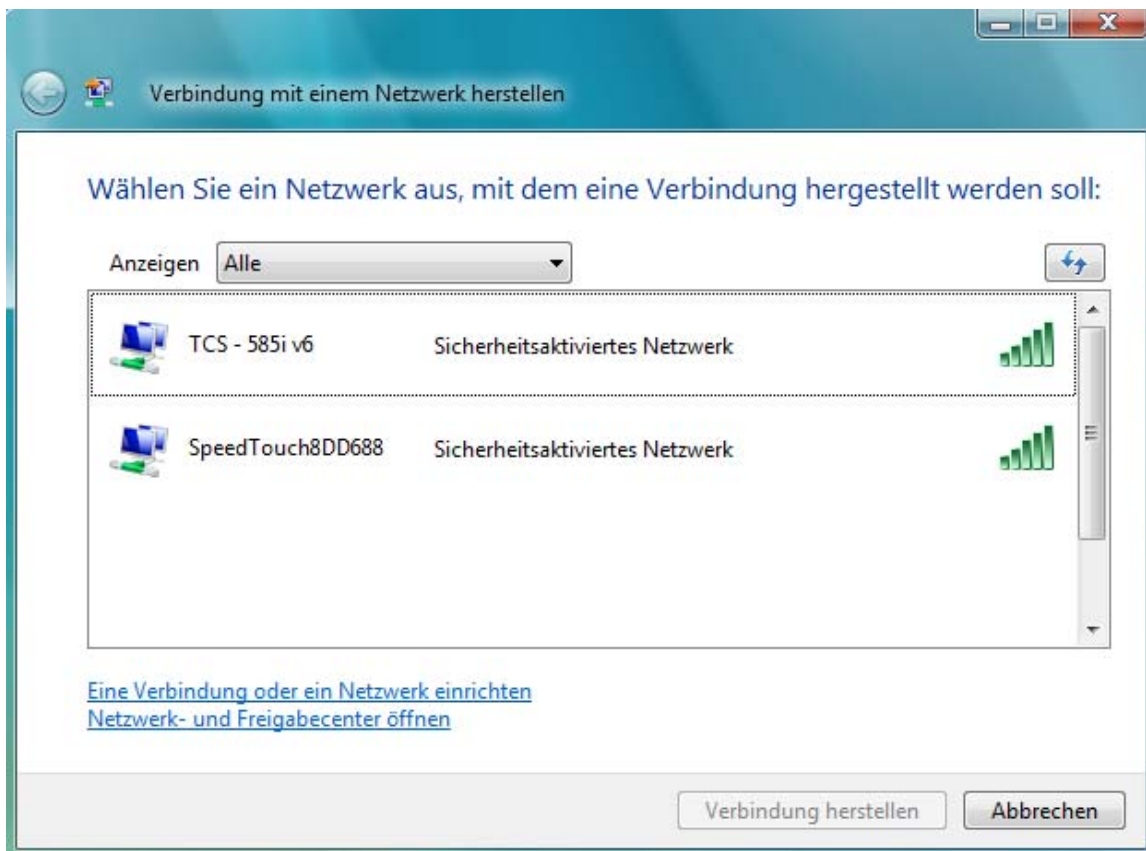 Verbindung mit einem Netzwerk herstellen
Wählen Sie ein Netzwerk aus, mit dem eine Verbindung hergestellt werden soll:
Anzeigen Alle
TCS - 585i v6 Sicherheitsaktiviertes Netzwerk
SpeedTouch8DD688 Sicherheitsaktiviertes Netzwerk
Eine Verbindung oder ein Netzwerk einrichten
Netzwerk- und Freigabecenter öffnen
Verbindung herstellen Abbrechen